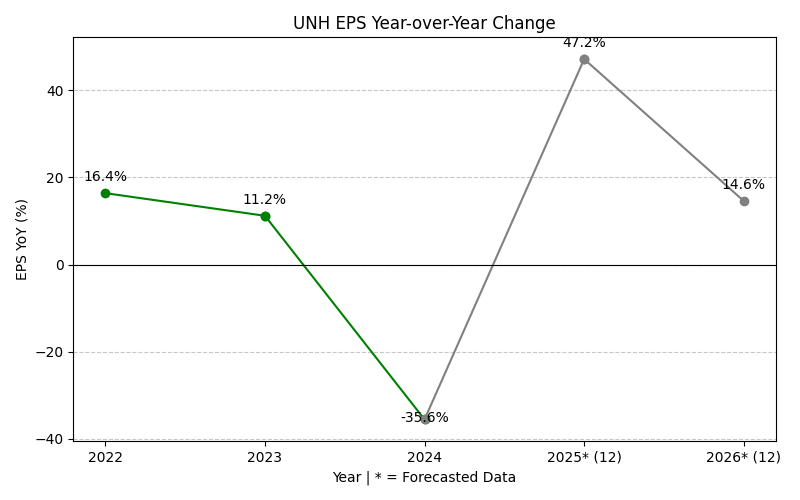 UNH EPS Year-over-Year Change
47.2%
40
16.4%
20
14.6%
11.2%
EPS YoY (%)
0
−20
-35.6%
−40
2022 2023 2024 2025* (12) 2026* (12)
Year | * = Forecasted Data